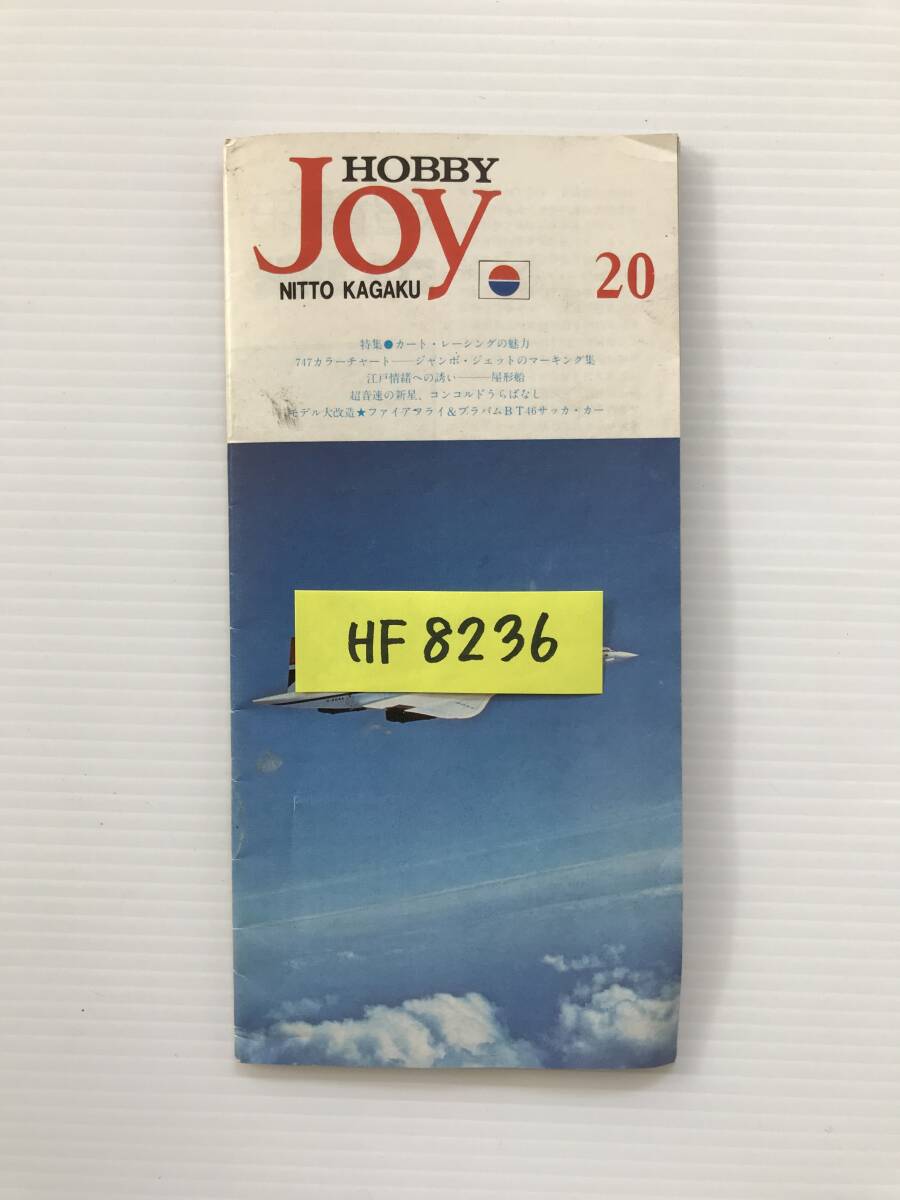 HOBBY
Joy
NITTO KAGAKU
20
特集●カート・レーシングの魅力
747カラーチャート──ジャンボ・ジェットのマーキング集
江戸情緒への誘い───屋形船
超音速の新星、コンコルドうらばなし
モデル大改造★ファイアフライ&ブラバムBT46サッカ・カー
HF 8236